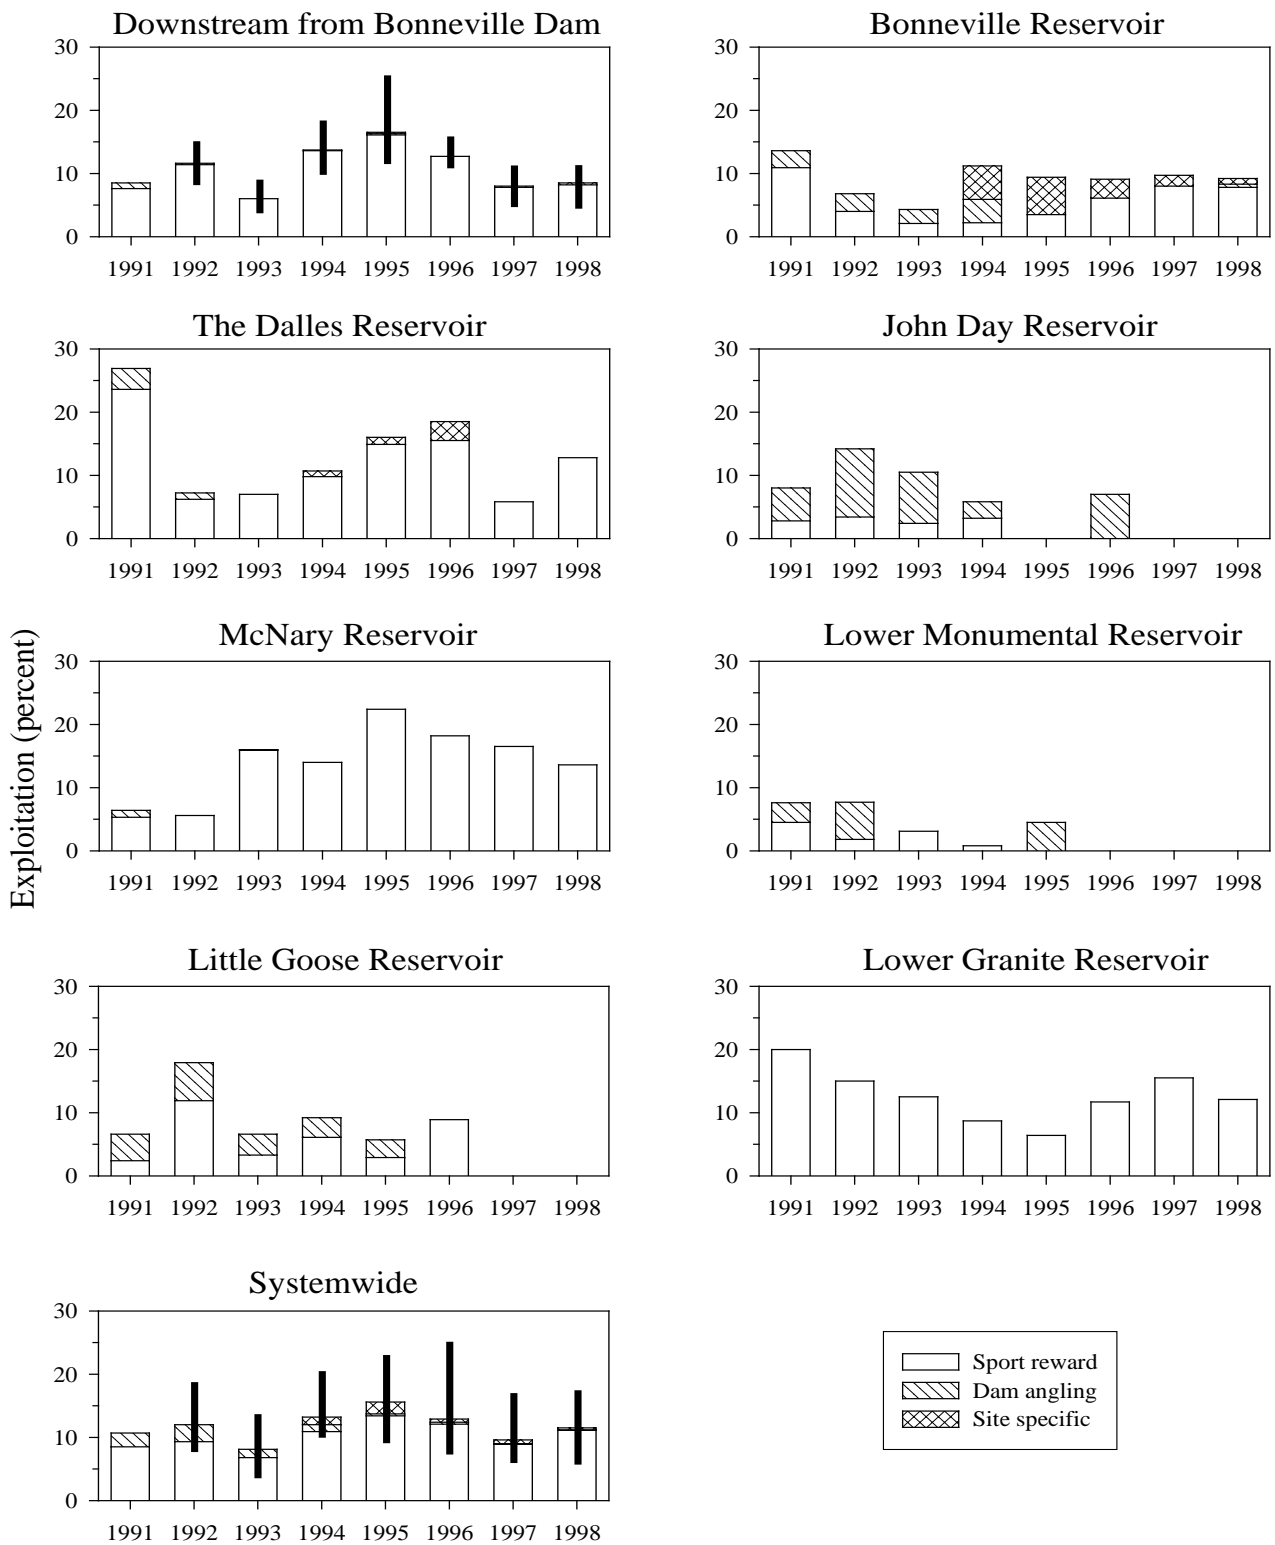 Downstream from Bonneville Dam
30
20
10
0
1991 1992 1993 1994 1995 1996 1997 1998
Bonneville Reservoir
30
20
10
0
1991 1992 1993 1994 1995 1996 1997 1998
The Dalles Reservoir
30
20
10
0
1991 1992 1993 1994 1995 1996 1997 1998
John Day Reservoir
30
20
10
0
1991 1992 1993 1994 1995 1996 1997 1998
Exploitation (percent)
McNary Reservoir
30
20
10
0
1991 1992 1993 1994 1995 1996 1997 1998
Lower Monumental Reservoir
30
20
10
0
1991 1992 1993 1994 1995 1996 1997 1998
Little Goose Reservoir
30
20
10
0
1991 1992 1993 1994 1995 1996 1997 1998
Lower Granite Reservoir
30
20
10
0
1991 1992 1993 1994 1995 1996 1997 1998
Systemwide
30
20
10
0
1991 1992 1993 1994 1995 1996 1997 1998
Sport reward
Dam angling
Site specific